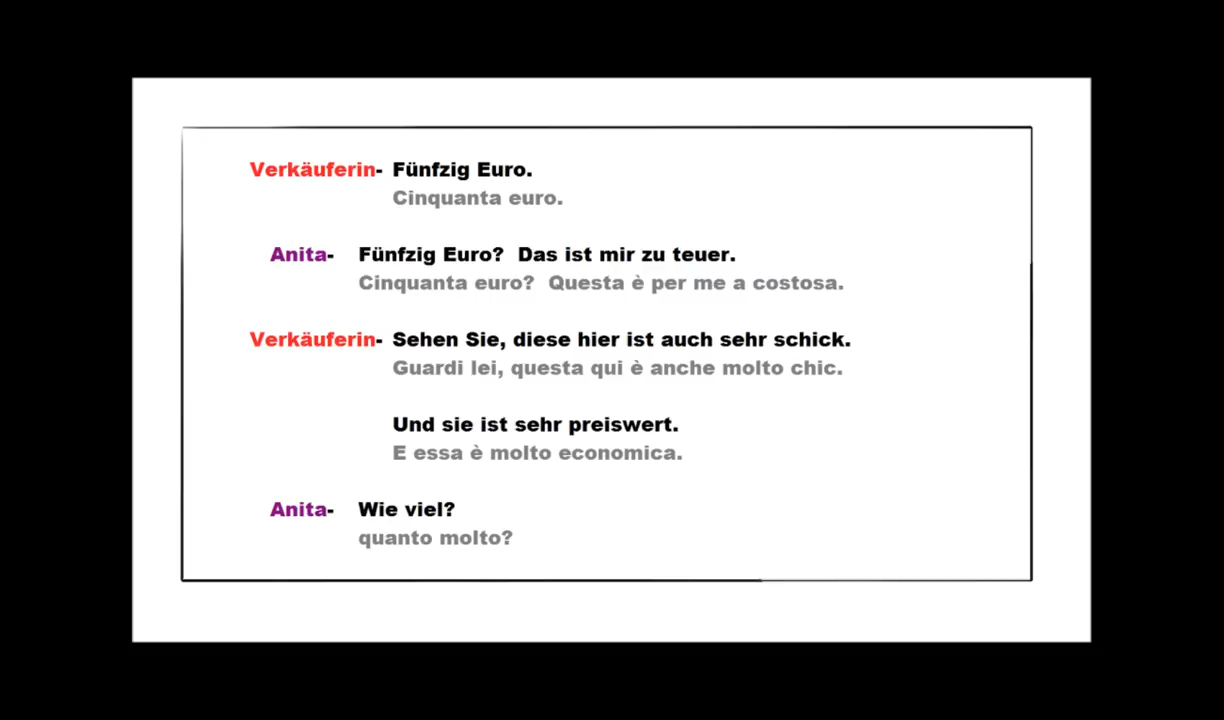 Verkäuferin- Fünfzig Euro.
Cinquanta euro.
Anita- Fünfzig Euro? Das ist mir zu teuer.
Cinquanta euro? Questa è per me a costosa.
Verkäuferin- Sehen Sie, diese hier ist auch sehr schick.
Guardi lei, questa qui è anche molto chic.
Und sie ist sehr preiswert.
E essa è molto economica.
Anita- Wie viel?
quanto molto?